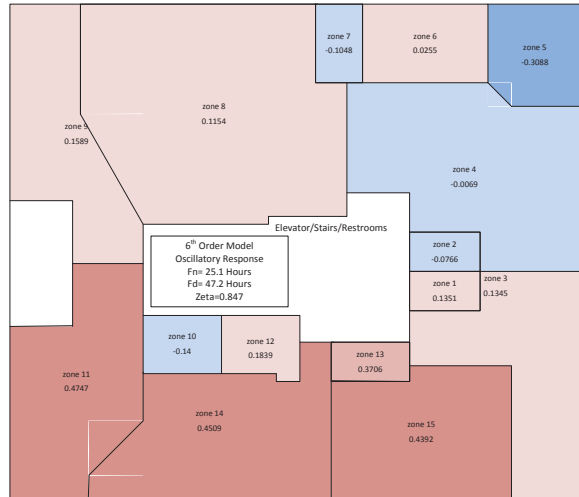 zone 7
-0.1048
zone 6
0.0255
zone 5
-0.3088
zone 8
0.1154
zone 9
0.1589
zone 4
-0.0069
Elevator/Stairs/Restrooms
6th Order Model
Oscillatory Response
Fn= 25.1 Hours
Fd= 47.2 Hours
Zeta=0.847
zone 2
-0.0766
zone 1
0.1351
zone 3
0.1345
zone 10
-0.14
zone 12
0.1839
zone 13
0.3706
zone 11
0.4747
zone 14
0.4509
zone 15
0.4392